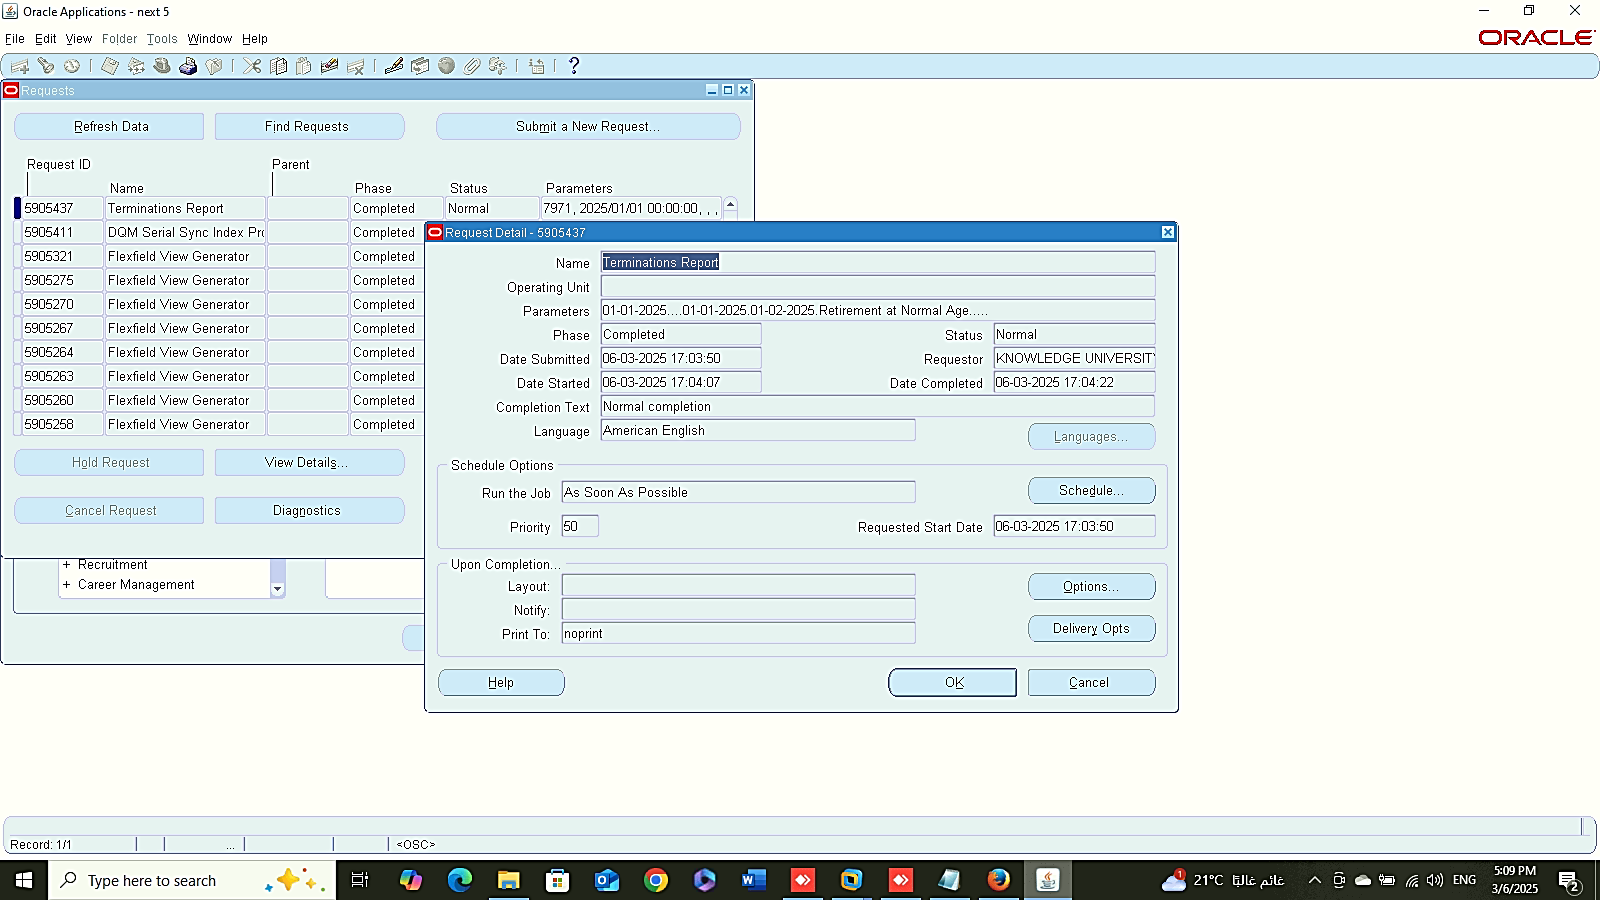 Oracle Applications - next 5
File Edit View Folder Tools Window Help
ORACLE
Requests
Refresh Data Find Requests Submit a New Request...
Request ID Parent
Name Phase Status Parameters
5905437 Terminations Report Completed Normal 7971, 2025/01/01 00:00:00, , ,
5905411 DQM Serial Sync Index Pro Completed
5905321 Flexfield View Generator Completed
5905275 Flexfield View Generator Completed
5905270 Flexfield View Generator Completed
5905267 Flexfield View Generator Completed
5905264 Flexfield View Generator Completed
5905263 Flexfield View Generator Completed
5905260 Flexfield View Generator Completed
5905258 Flexfield View Generator Completed
Hold Request View Details...
Cancel Request Diagnostics
+ Recruitment
+ Career Management
Request Detail - 5905437
Name Terminations Report
Operating Unit
Parameters 01-01-2025....01-01-2025.01-02-2025.Retirement at Normal Age.....
Phase Completed Status Normal
Date Submitted 06-03-2025 17:03:50 Requestor KNOWLEDGE UNIVERSITY
Date Started 06-03-2025 17:04:07 Date Completed 06-03-2025 17:04:22
Completion Text Normal completion
Language American English
Languages...
Schedule Options
Run the Job As Soon As Possible Schedule...
Priority 50 Requested Start Date 06-03-2025 17:03:50
Upon Completion...
Layout: Options...
Notify:
Print To: noprint Delivery Opts
Help OK Cancel
Record: 1/1 ... <OSC>
Type here to search 1 21°C غائم غالبًا ENG 5:09 PM
3/6/2025 2